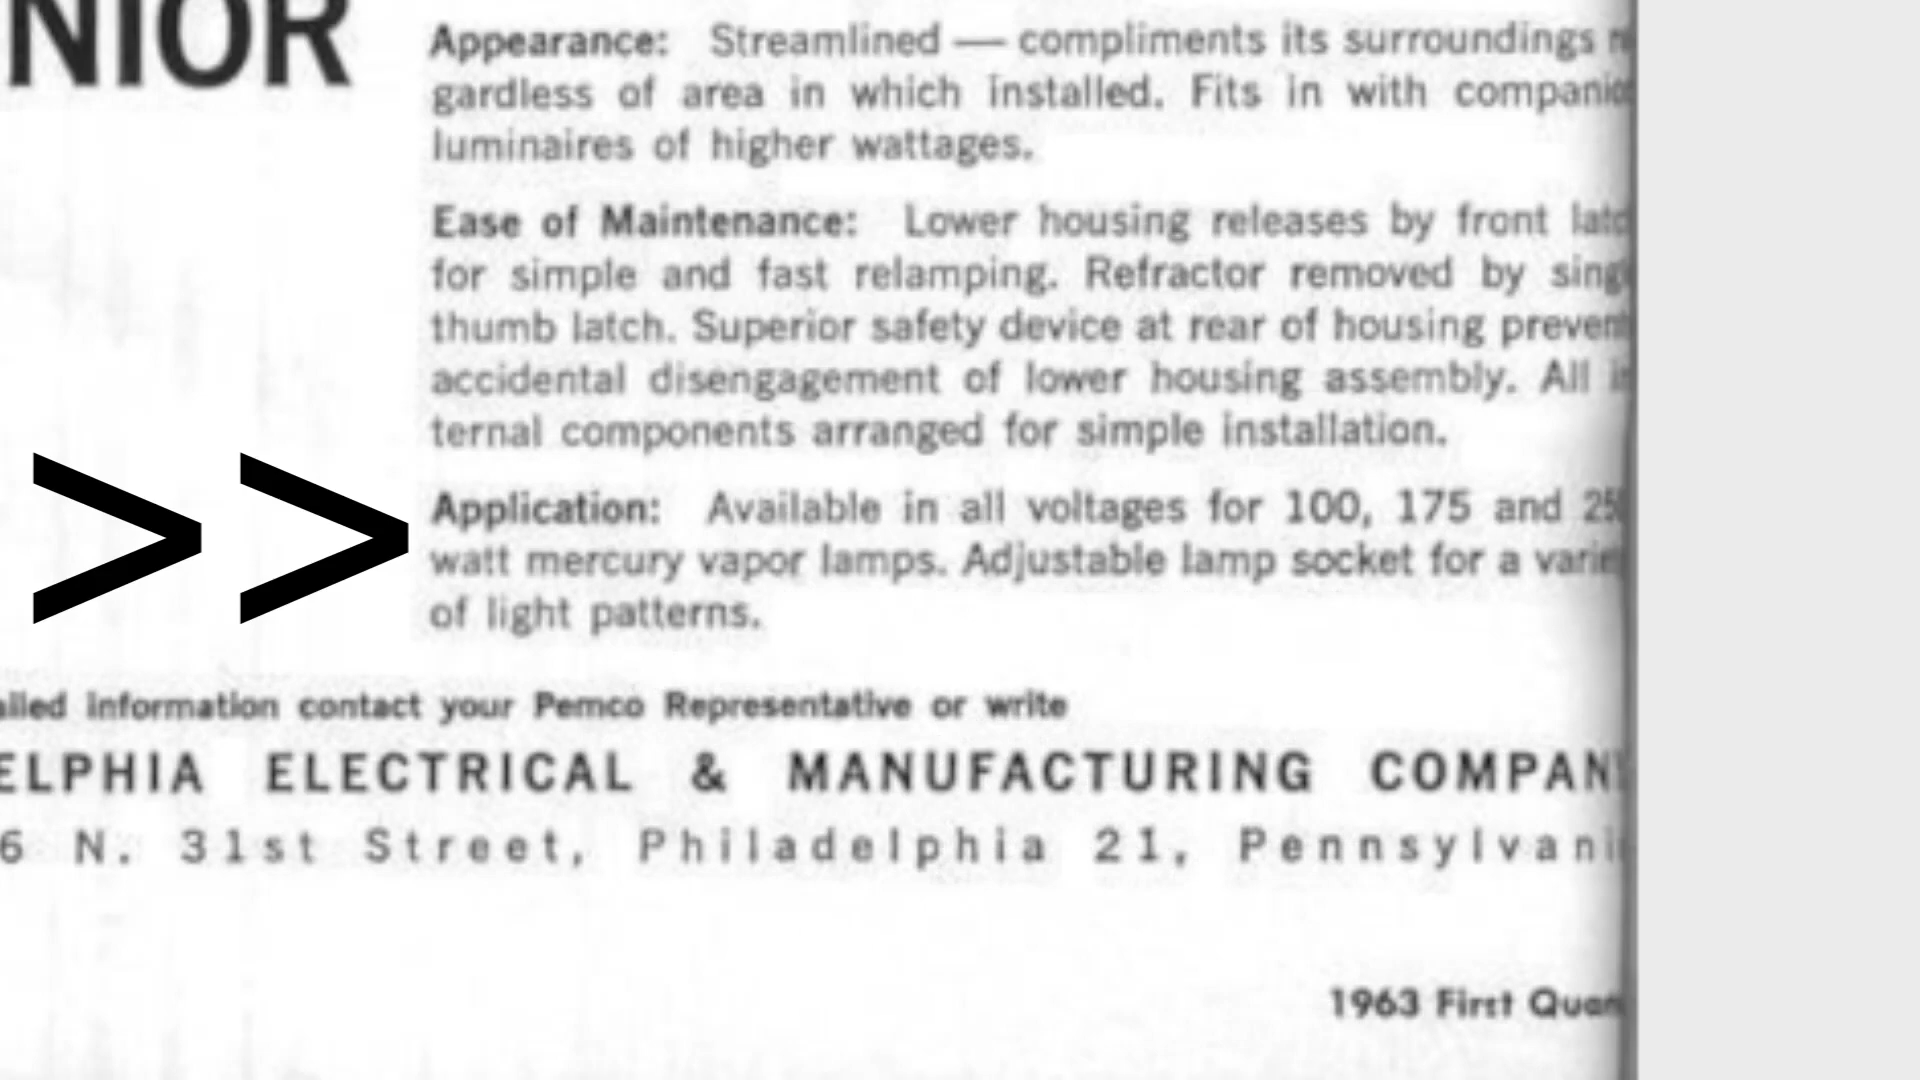 NIOR
Appearance: Streamlined — compliments its surroundings
gardless of area in which installed. Fits in with
luminaires of higher wattages.
Ease of Maintenance: Lower housing releases by front
for simple and fast relamping. Refractor removed by
thumb latch. Superior safety device at rear of housing
accidental disengagement of lower housing assembly. All
ternal components arranged for simple installation.
>> Application: Available in all voltages for 100, 175 and
watt mercury vapor lamps. Adjustable lamp socket for a
of light patterns.
ailed information contact your Pemco Representative or write
ELPHIA ELECTRICAL & MANUFACTURING COMPAN
6 N. 31st Street, Philadelphia 21, Pennsylvani
1963 First